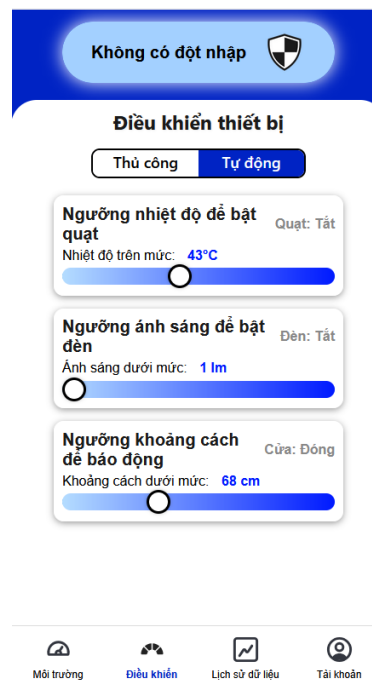 Không có đột nhập
Điều khiển thiết bị
Thủ công
Tự động
Ngưỡng nhiệt độ để bật
quạt
Quạt: Tắt
Nhiệt độ trên mức: 43°C
Ngưỡng ánh sáng để bật
đèn
Đèn: Tắt
Ánh sáng dưới mức: 1 lm
Ngưỡng khoảng cách
để báo động
Cửa: Đóng
Khoảng cách dưới mức: 68 cm
Môi trường
Điều khiển
Lịch sử dữ liệu
Tài khoản